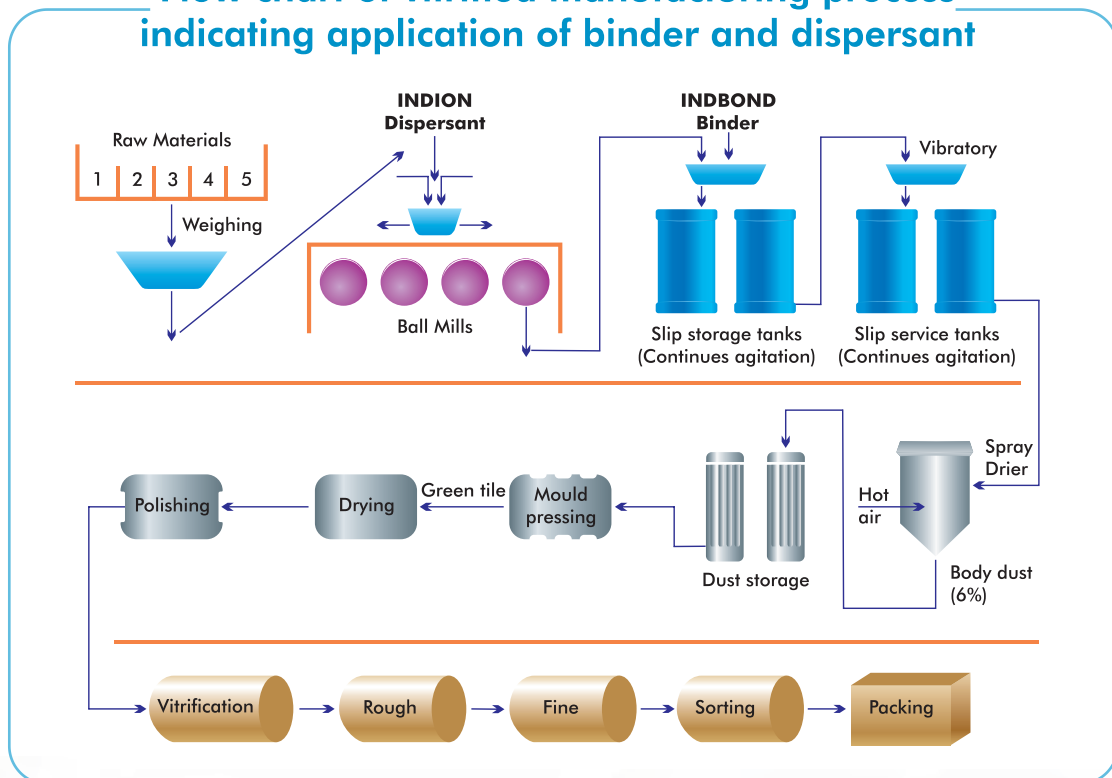 chart of
indicating application of binder and dispersant
INDION
Dispersant
INDBOND
Binder
Raw Materials
1 2 3 4 5
Weighing
Vibratory
Ball Mills
Slip storage tanks
(Continues agitation)
Slip service tanks
(Continues agitation)
Spray
Drier
Hot
air
Body dust
(6%)
Dust storage
Mould
pressing
Green tile
Drying
Polishing
Vitrification
Rough
Fine
Sorting
Packing